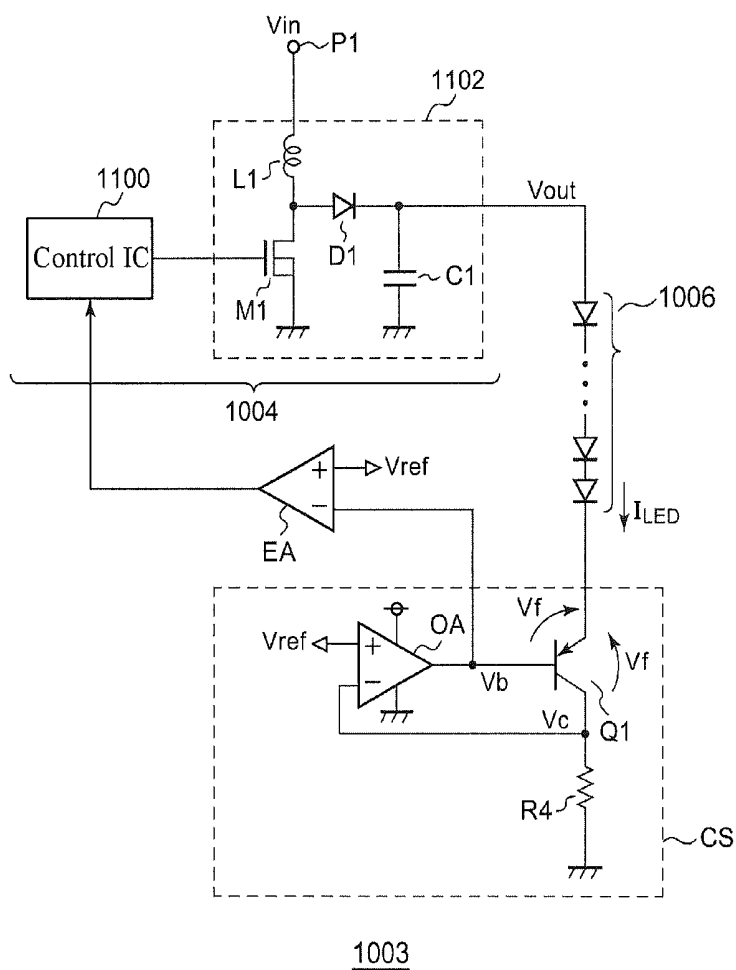 Vin
P1
1102
L1
1100
Vout
Control IC
D1
C1
M1
1006
1004
+
Vref
−
EA
I_LED
Vf
OA
Vref
+
−
Vb
Vf
Vc
Q1
R4
CS
1003